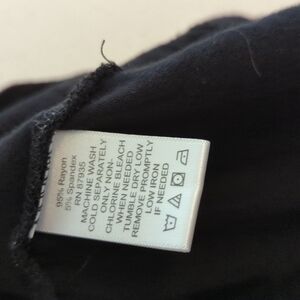 95% Rayon
5% Spandex
RN 87935
MACHINE WASH
COLD SEPARATELY
ONLY NON-
CHLORINE BLEACH
WHEN NEEDED
TUMBLE DRY LOW
REMOVE PROMPTLY
LOW IRON
IF NEEDED